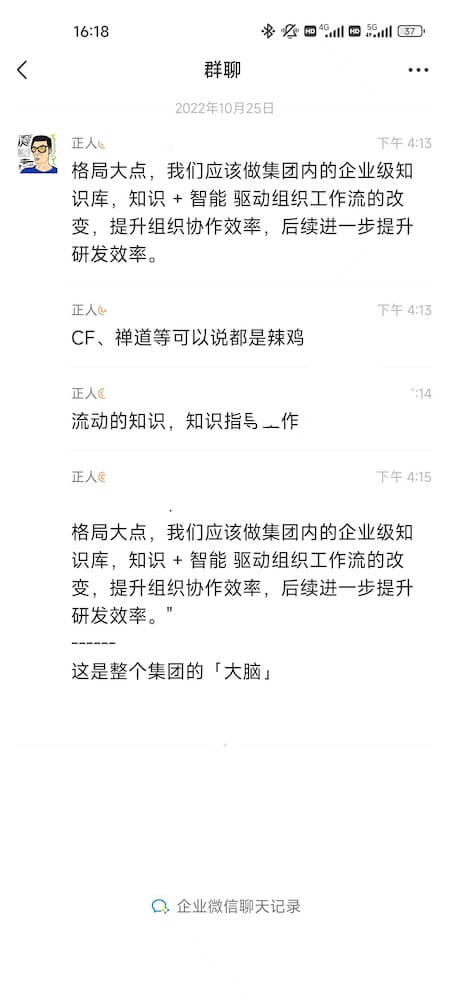 16:18
HD 4G HD 5G 37
群聊
2022年10月25日
正人
下午 4:13
格局大点，我们应该做集团内的企业级知
识库，知识 + 智能 驱动组织工作流的改
变，提升组织协作效率，后续进一步提升
研发效率。
正人
下午 4:13
CF、禅道等可以说都是辣鸡
正人
:14
流动的知识，知识指 作
正人
下午 4:15
格局大点，我们应该做集团内的企业级知
识库，知识 + 智能 驱动组织工作流的改
变，提升组织协作效率，后续进一步提升
研发效率。"
------
这是整个集团的「大脑」
企业微信聊天记录